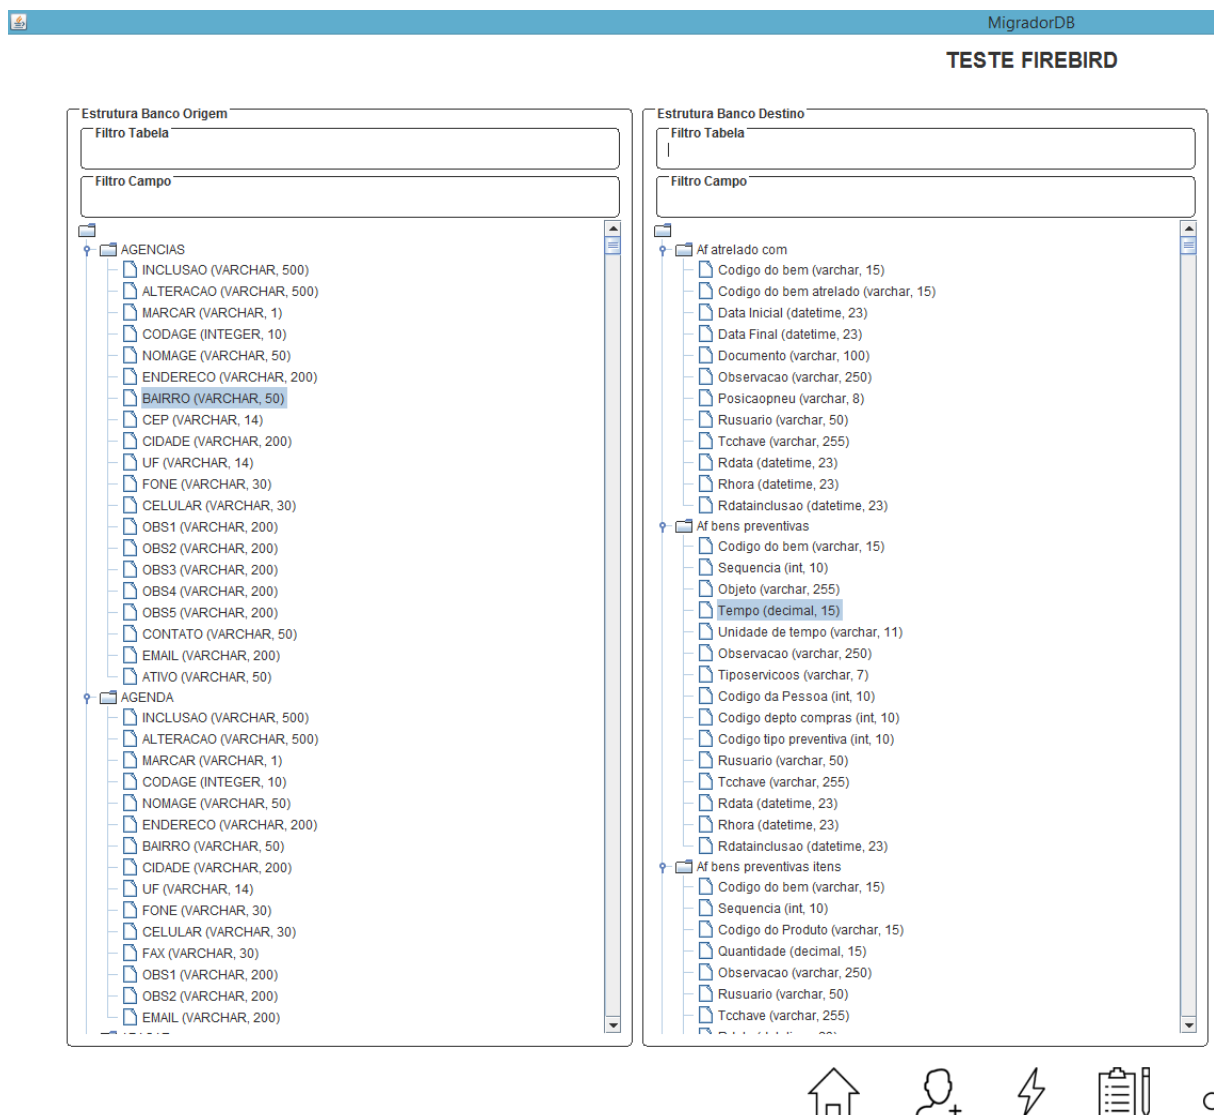 MigradorDB
TESTE FIREBIRD
Estrutura Banco Origem
Filtro Tabela
Filtro Campo
AGENCIAS
INCLUSAO (VARCHAR, 500)
ALTERACAO (VARCHAR, 500)
MARCAR (VARCHAR, 1)
CODAGE (INTEGER, 10)
NOMAGE (VARCHAR, 50)
ENDERECO (VARCHAR, 200)
BAIRRO (VARCHAR, 50)
CEP (VARCHAR, 14)
CIDADE (VARCHAR, 200)
UF (VARCHAR, 14)
FONE (VARCHAR, 30)
CELULAR (VARCHAR, 30)
OBS1 (VARCHAR, 200)
OBS2 (VARCHAR, 200)
OBS3 (VARCHAR, 200)
OBS4 (VARCHAR, 200)
OBS5 (VARCHAR, 200)
CONTATO (VARCHAR, 50)
EMAIL (VARCHAR, 200)
ATIVO (VARCHAR, 50)
AGENDA
INCLUSAO (VARCHAR, 500)
ALTERACAO (VARCHAR, 500)
MARCAR (VARCHAR, 1)
CODAGE (INTEGER, 10)
NOMAGE (VARCHAR, 50)
ENDERECO (VARCHAR, 200)
BAIRRO (VARCHAR, 50)
CIDADE (VARCHAR, 200)
UF (VARCHAR, 14)
FONE (VARCHAR, 30)
CELULAR (VARCHAR, 30)
FAX (VARCHAR, 30)
OBS1 (VARCHAR, 200)
OBS2 (VARCHAR, 200)
EMAIL (VARCHAR, 200)
Estrutura Banco Destino
Filtro Tabela
Filtro Campo
Af atrelado com
Codigo do bem (varchar, 15)
Codigo do bem atrelado (varchar, 15)
Data Inicial (datetime, 23)
Data Final (datetime, 23)
Documento (varchar, 100)
Observacao (varchar, 250)
Posicaopneu (varchar, 8)
Rusuario (varchar, 50)
Tcchave (varchar, 255)
Rdata (datetime, 23)
Rhora (datetime, 23)
Rdatainclusao (datetime, 23)
Af bens preventivas
Codigo do bem (varchar, 15)
Sequencia (int, 10)
Objeto (varchar, 255)
Tempo (decimal, 15)
Unidade de tempo (varchar, 11)
Observacao (varchar, 250)
Tiposervicoos (varchar, 7)
Codigo da Pessoa (int, 10)
Codigo depto compras (int, 10)
Codigo tipo preventiva (int, 10)
Rusuario (varchar, 50)
Tcchave (varchar, 255)
Rdata (datetime, 23)
Rhora (datetime, 23)
Rdatainclusao (datetime, 23)
Af bens preventivas itens
Codigo do bem (varchar, 15)
Sequencia (int, 10)
Codigo do Produto (varchar, 15)
Quantidade (decimal, 15)
Observacao (varchar, 250)
Rusuario (varchar, 50)
Tcchave (varchar, 255)